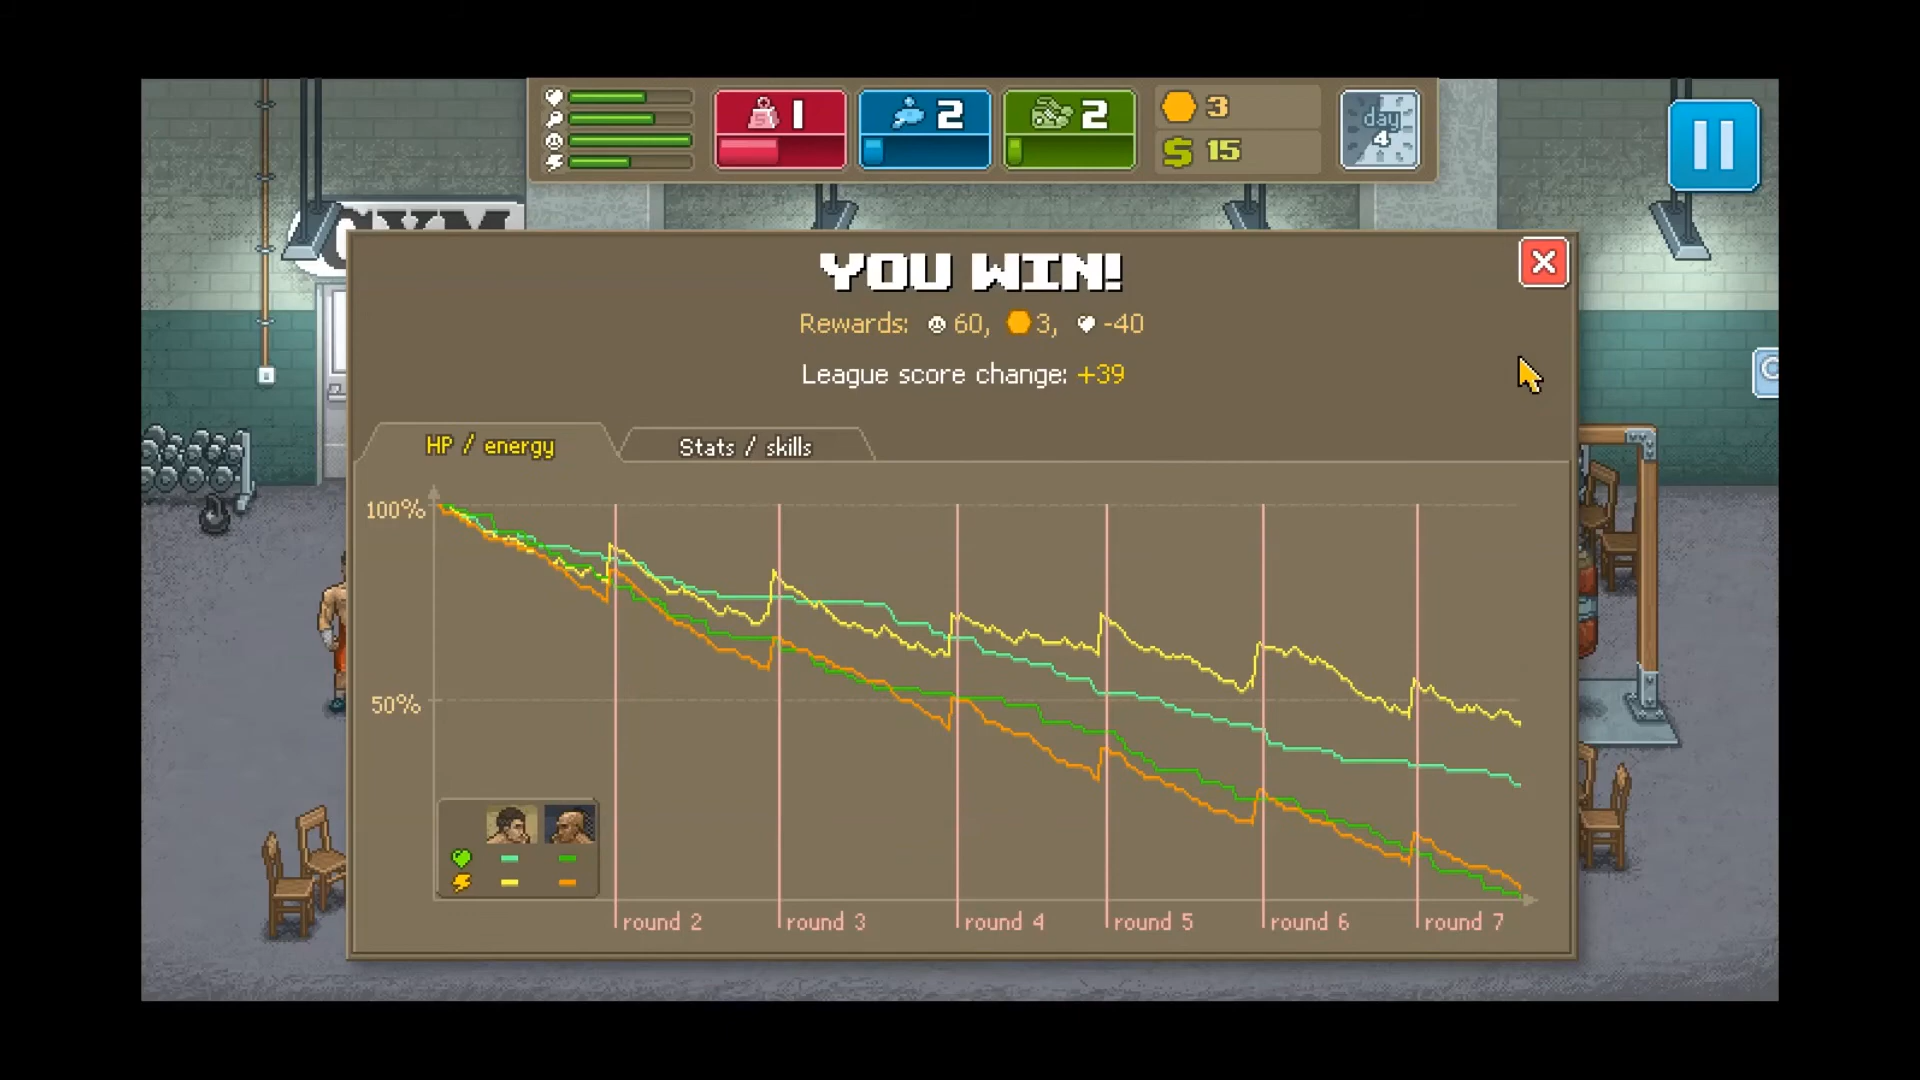 1
2
2
3
$ 15
day
4
YOU WIN!
Rewards: 60, 3, -40
League score change: +39
HP / energy
Stats / skills
100%
50%
round 2
round 3
round 4
round 5
round 6
round 7